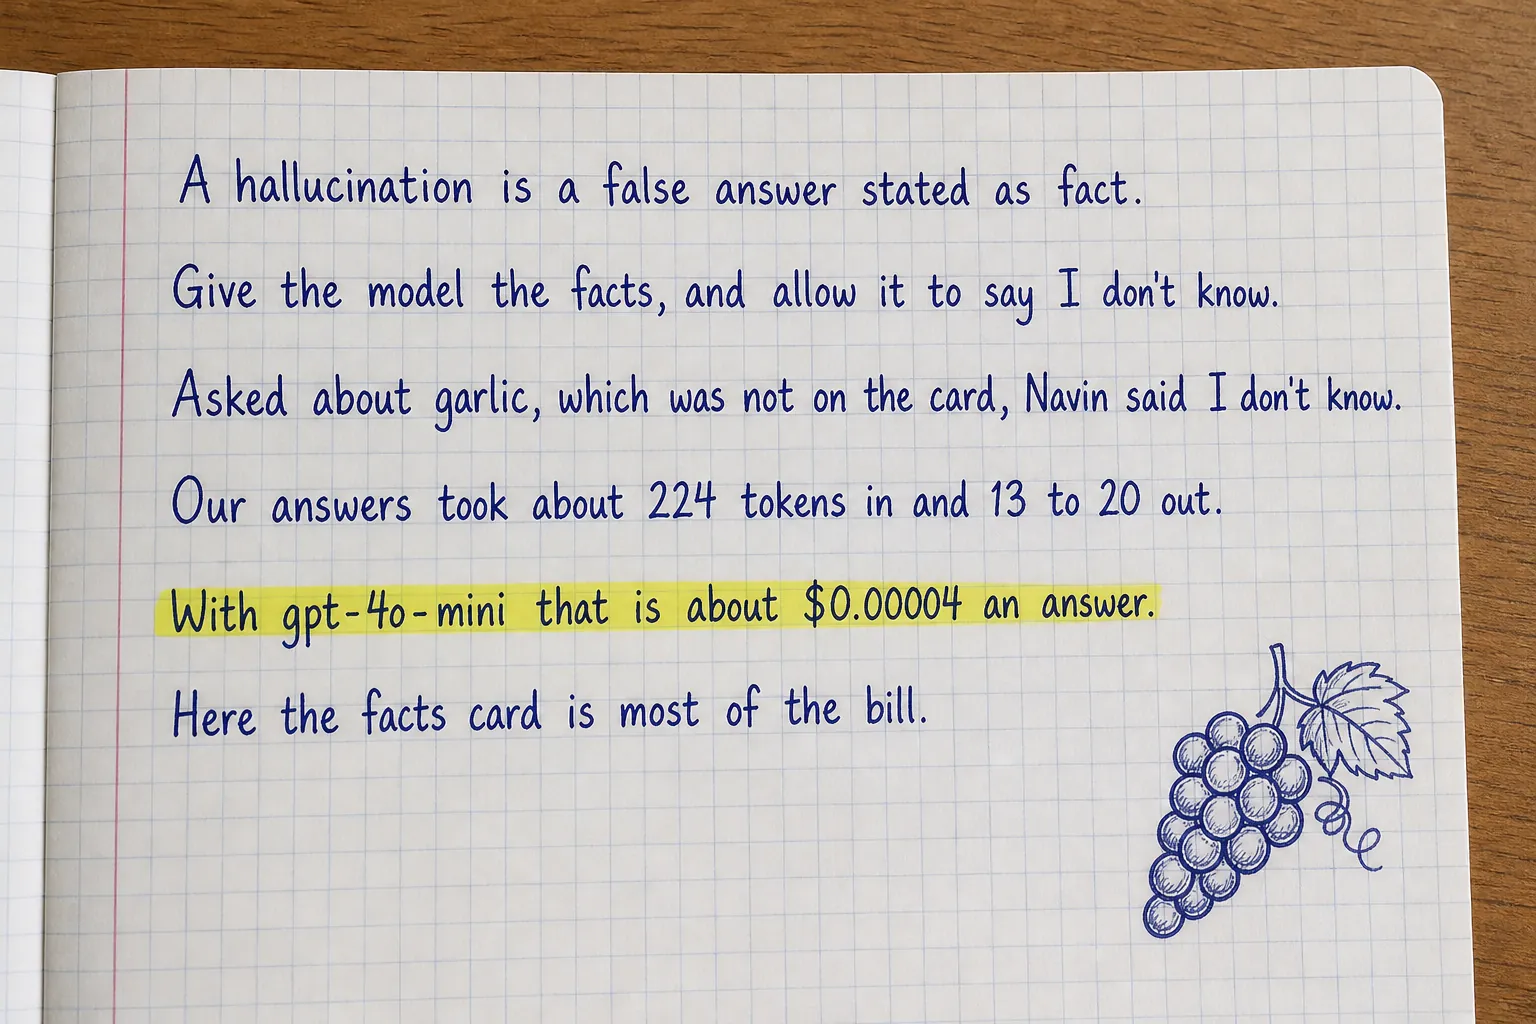 A hallucination is a false answer stated as fact.
Give the model the facts, and allow it to say I don't know.
Asked about garlic, which was not on the card, Navin said I don't know.
Our answers took about 224 tokens in and 13 to 20 out.
With gpt-4o-mini that is about $0.00004 an answer.
Here the facts card is most of the bill.